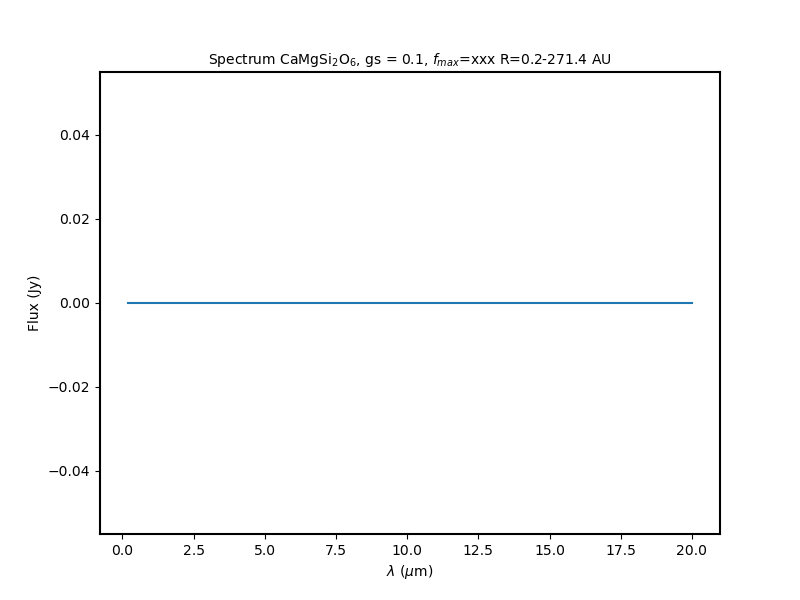 Spectrum CaMgSi₂O₆, gs = 0.1, f_max=xxx R=0.2-271.4 AU
0.04
0.02
0.00
−0.02
−0.04
Flux (Jy)
0.0 2.5 5.0 7.5 10.0 12.5 15.0 17.5 20.0
λ (μm)